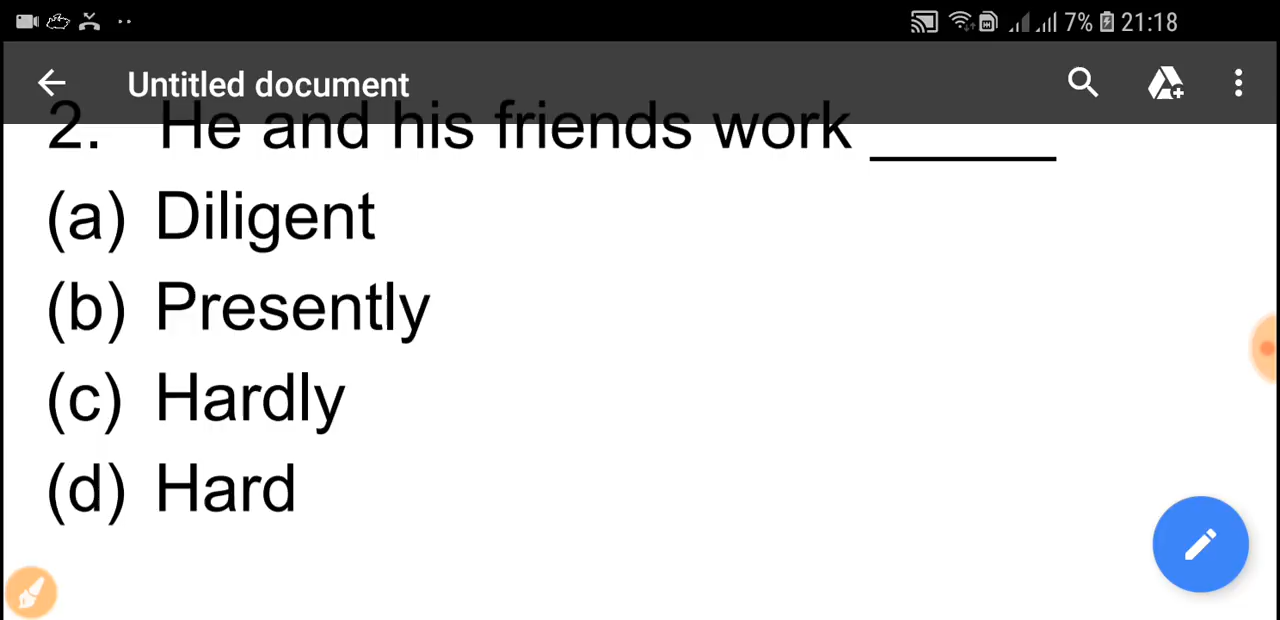 7% 21:18
Untitled document
2. He and his friends work ______
(a) Diligent
(b) Presently
(c) Hardly
(d) Hard